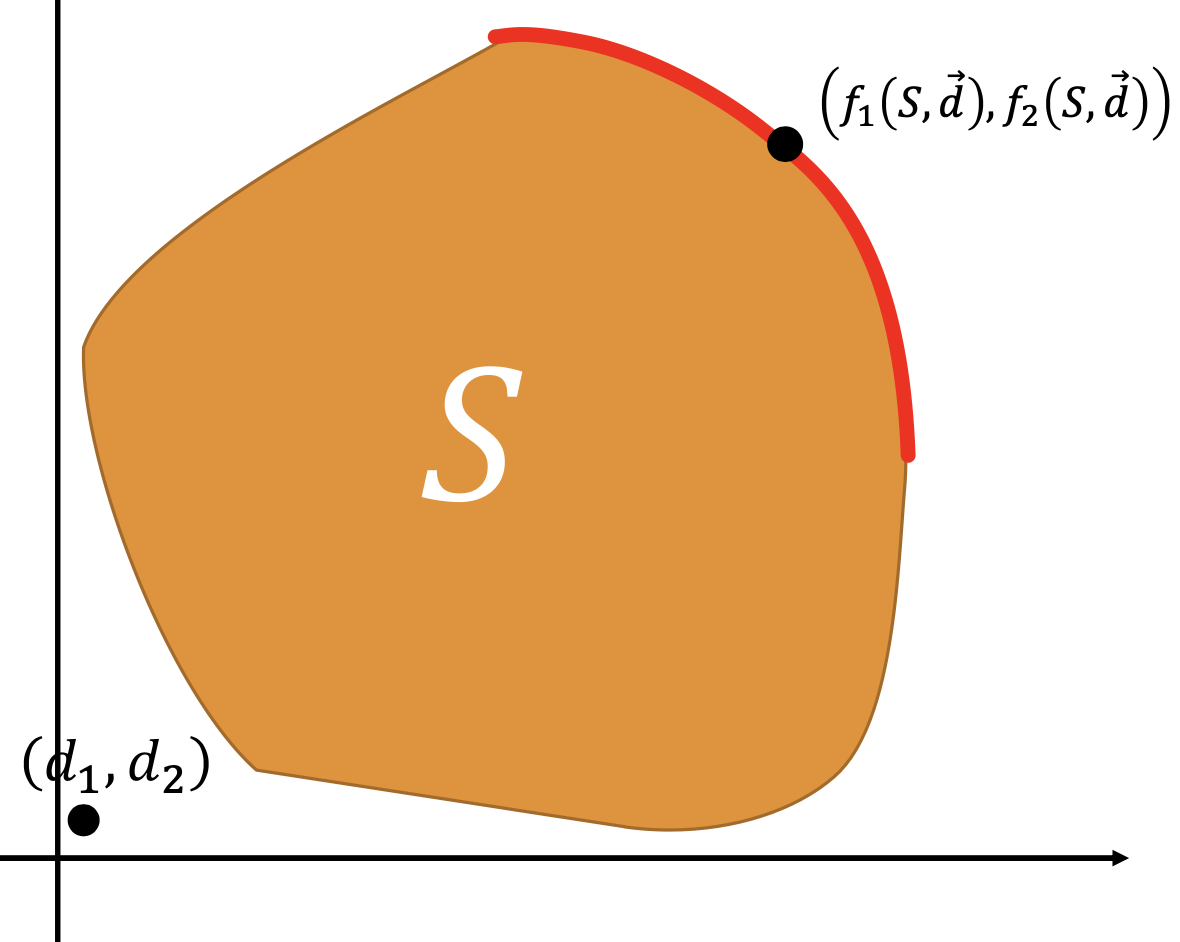 (f₁(S, d⃗), f₂(S, d⃗))
S
(d₁, d₂)